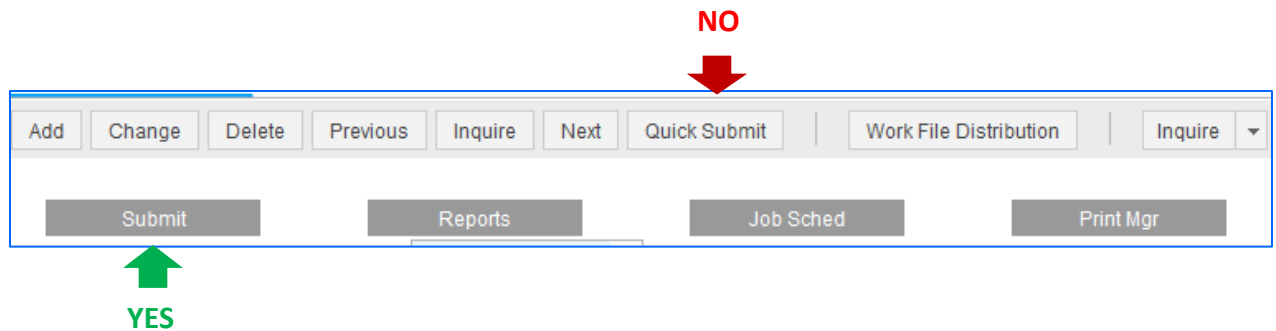 NO
Add Change Delete Previous Inquire Next Quick Submit Work File Distribution Inquire
Submit Reports Job Sched Print Mgr
YES